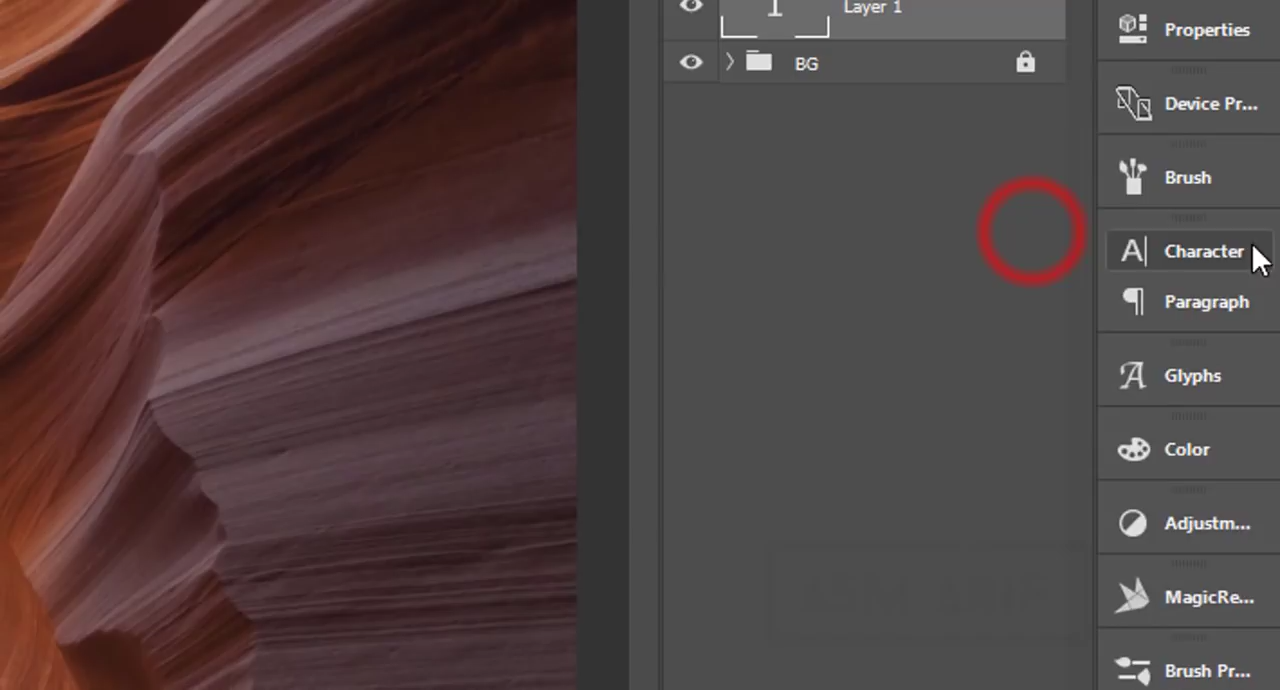 Layer 1
BG
Properties
Device Pr...
Brush
Character
Paragraph
Glyphs
Color
Adjustm...
MagicRe...
Brush Pr...